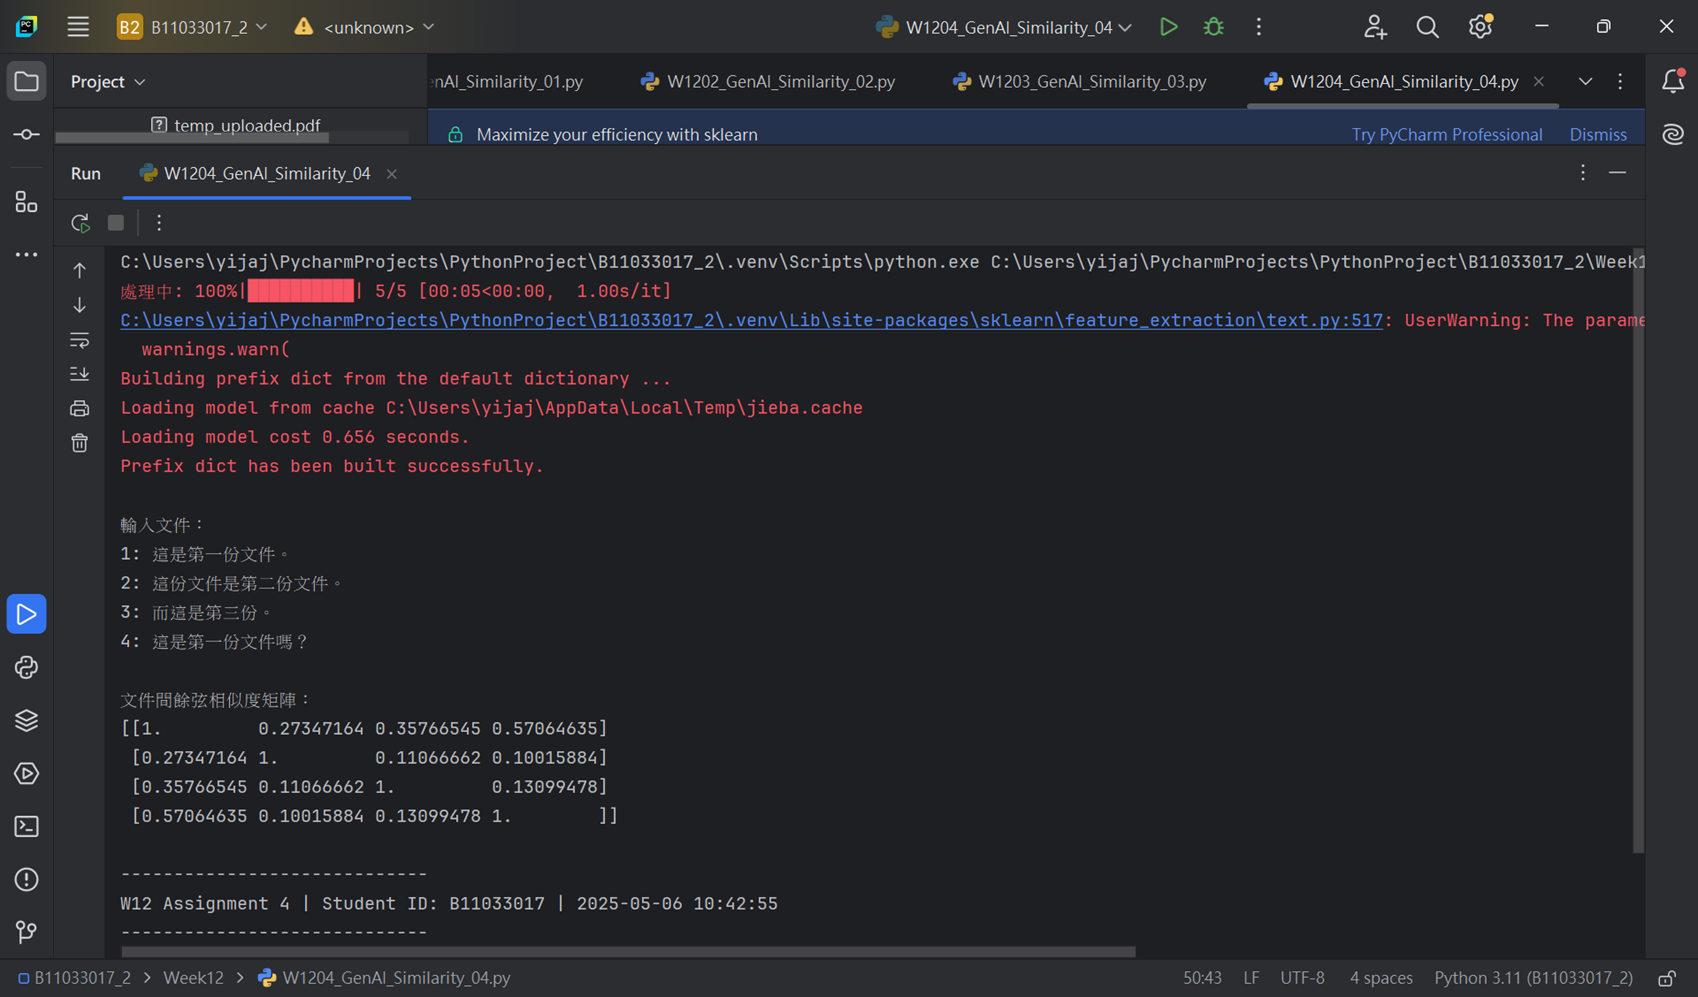 PC
B2 B11033017_2 <unknown> W1204_GenAI_Similarity_04
Project
nAI_Similarity_01.py W1202_GenAI_Similarity_02.py W1203_GenAI_Similarity_03.py W1204_GenAI_Similarity_04.py
temp_uploaded.pdf
Maximize your efficiency with sklearn Try PyCharm Professional Dismiss
Run W1204_GenAI_Similarity_04
C:\Users\yijaj\PycharmProjects\PythonProject\B11033017_2\.venv\Scripts\python.exe C:\Users\yijaj\PycharmProjects\PythonProject\B11033017_2\Week1
處理中: 100%|██████████| 5/5 [00:05<00:00,  1.00s/it]
C:\Users\yijaj\PycharmProjects\PythonProject\B11033017_2\.venv\Lib\site-packages\sklearn\feature_extraction\text.py:517: UserWarning: The parame
warnings.warn(
Building prefix dict from the default dictionary ...
Loading model from cache C:\Users\yijaj\AppData\Local\Temp\jieba.cache
Loading model cost 0.656 seconds.
Prefix dict has been built successfully.
輸入文件：
1: 這是第一份文件。
2: 這份文件是第二份文件。
3: 而這是第三份。
4: 這是第一份文件嗎？
文件間餘弦相似度矩陣：
[[1.         0.27347164 0.35766545 0.57064635]
[0.27347164 1.         0.11066662 0.10015884]
[0.35766545 0.11066662 1.         0.13099478]
[0.57064635 0.10015884 0.13099478 1.        ]]
-----------------------------
W12 Assignment 4 | Student ID: B11033017 | 2025-05-06 10:42:55
-----------------------------
B11033017_2 > Week12 > W1204_GenAI_Similarity_04.py 50:43 LF UTF-8 4 spaces Python 3.11 (B11033017_2)